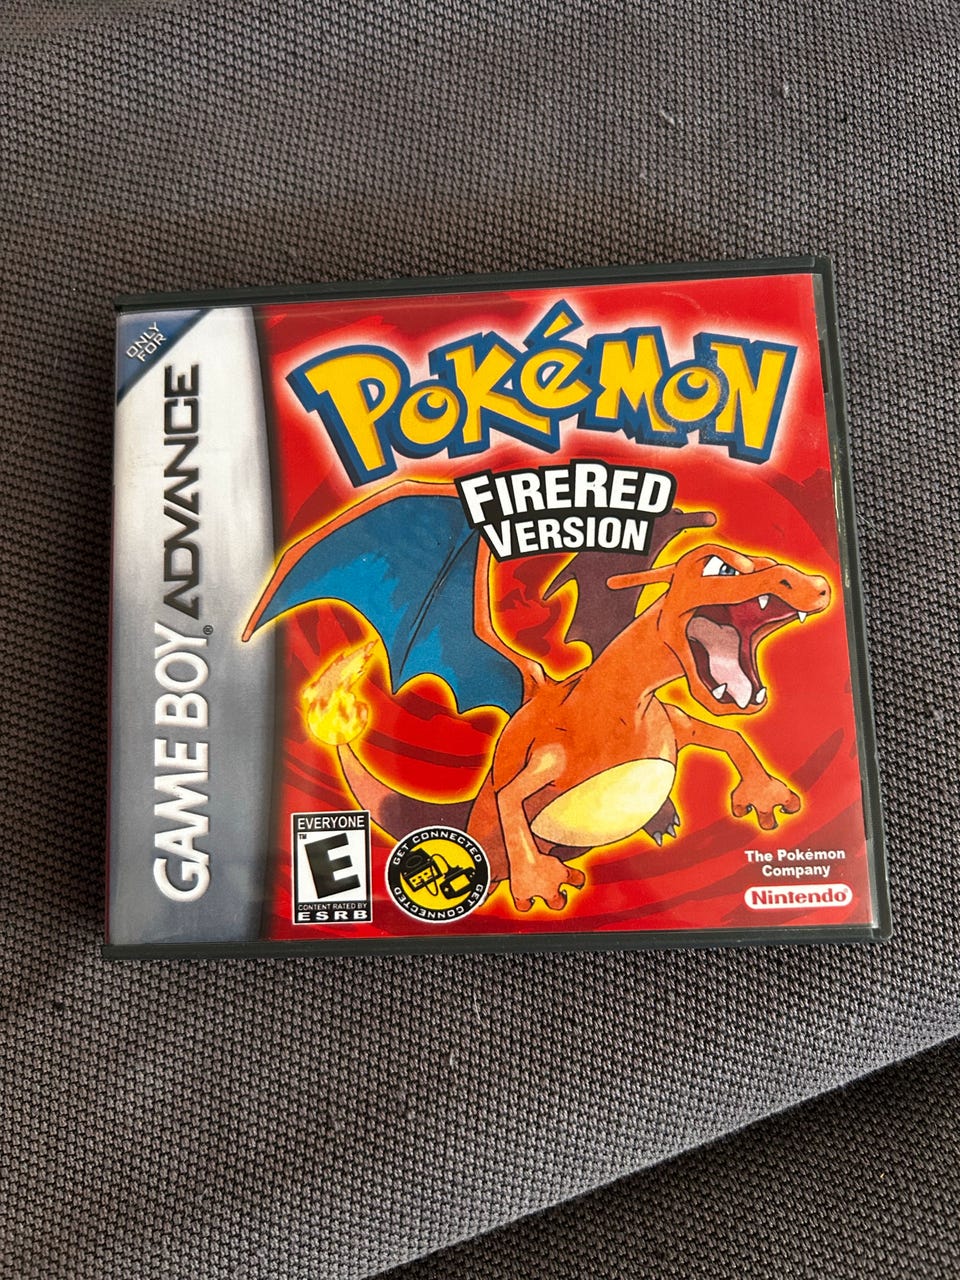 ONLY
FOR
GAME BOY ADVANCE
POKéMON
FIRERED
VERSION
EVERYONE
TM
E
CONTENT RATED BY
ESRB
GET CONNECTED
GET CONNECTED
The Pokémon
Company
Nintendo®